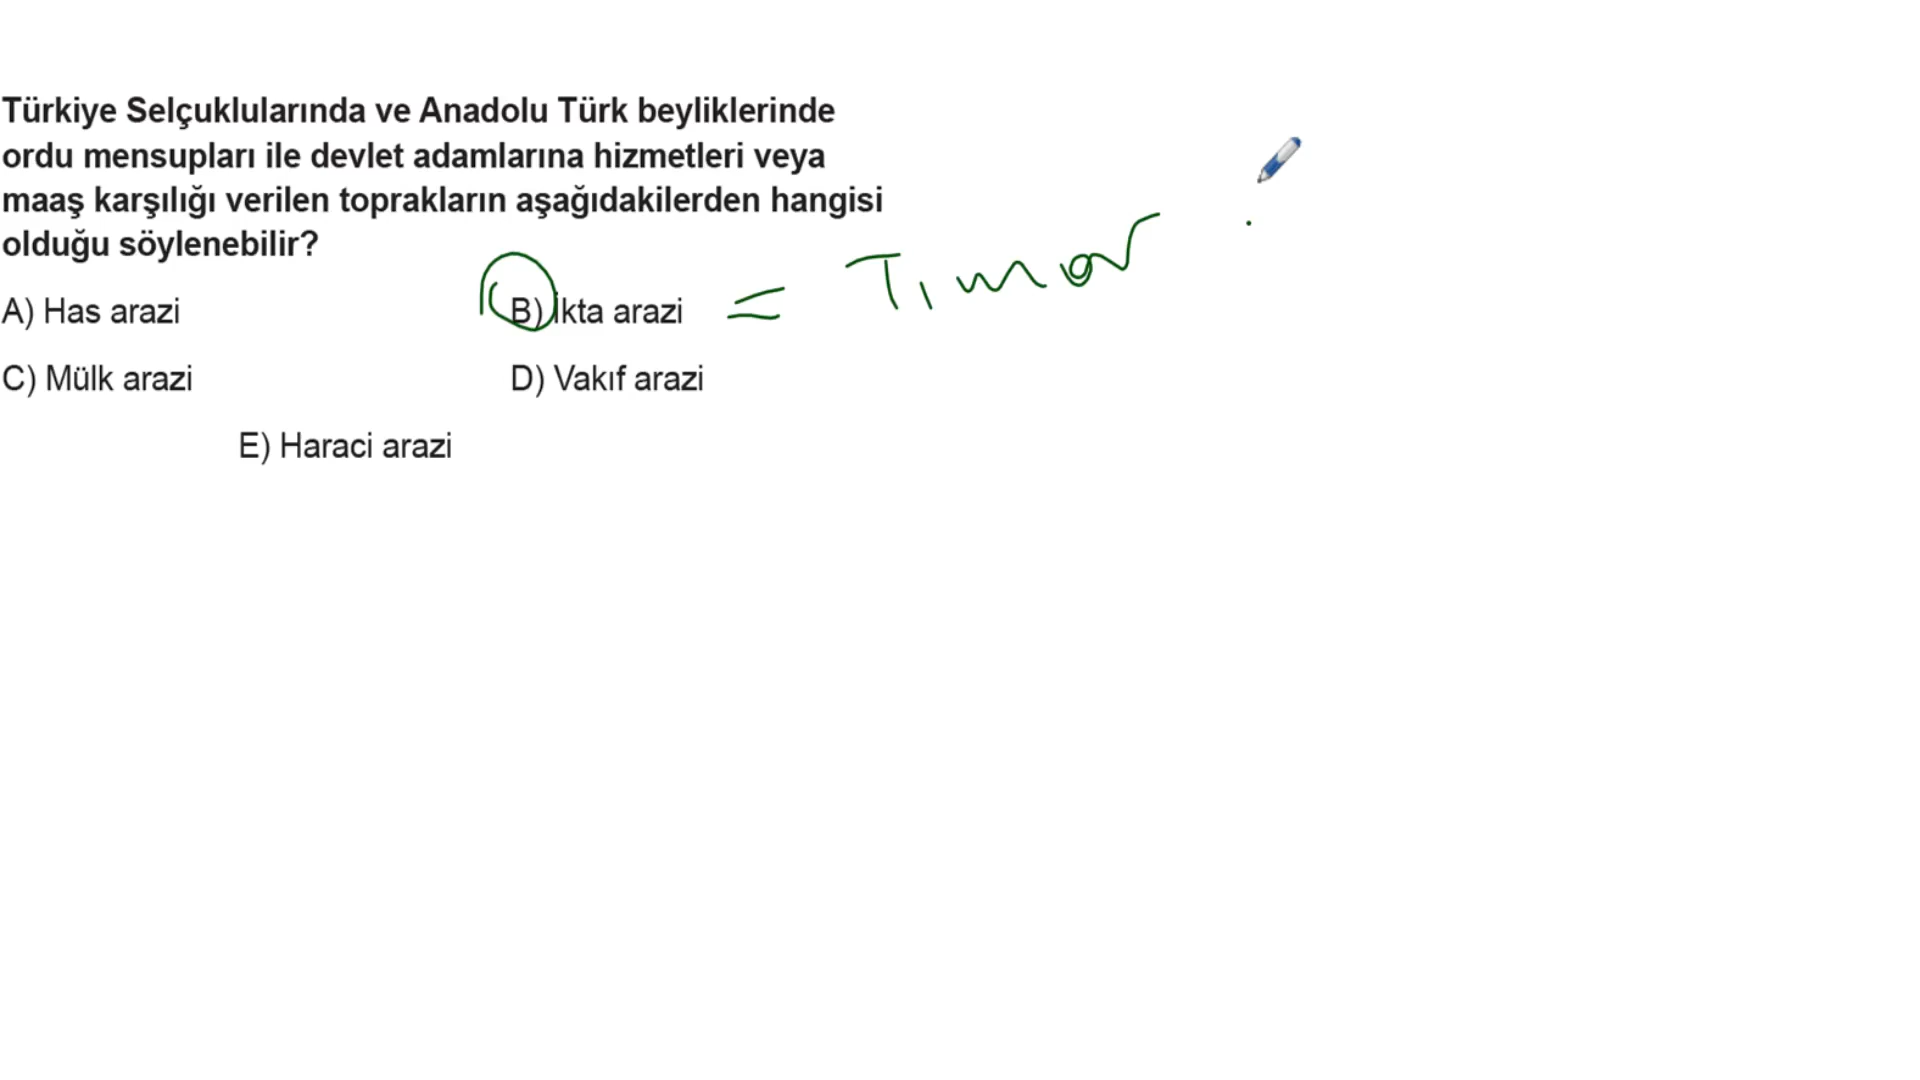 Türkiye Selçuklularında ve Anadolu Türk beyliklerinde
ordu mensupları ile devlet adamlarına hizmetleri veya
maaş karşılığı verilen toprakların aşağıdakilerden hangisi
olduğu söylenebilir?
A) Has arazi B) İkta arazi = Tımar
C) Mülk arazi D) Vakıf arazi
E) Haraci arazi